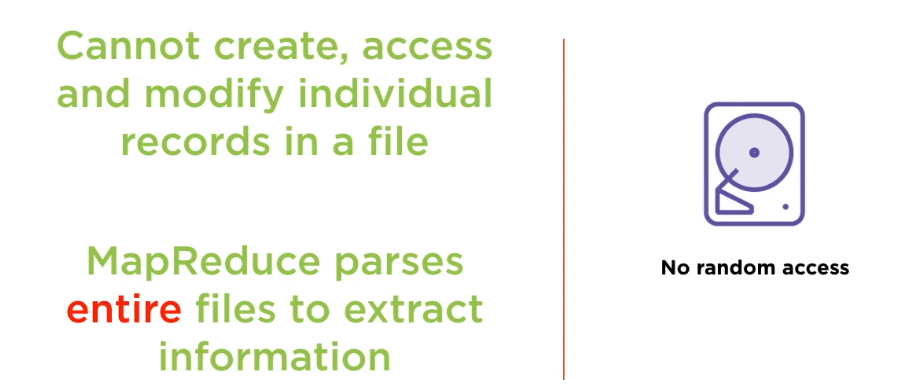 Cannot create, access
and modify individual
records in a file
MapReduce parses
entire files to extract
information
No random access